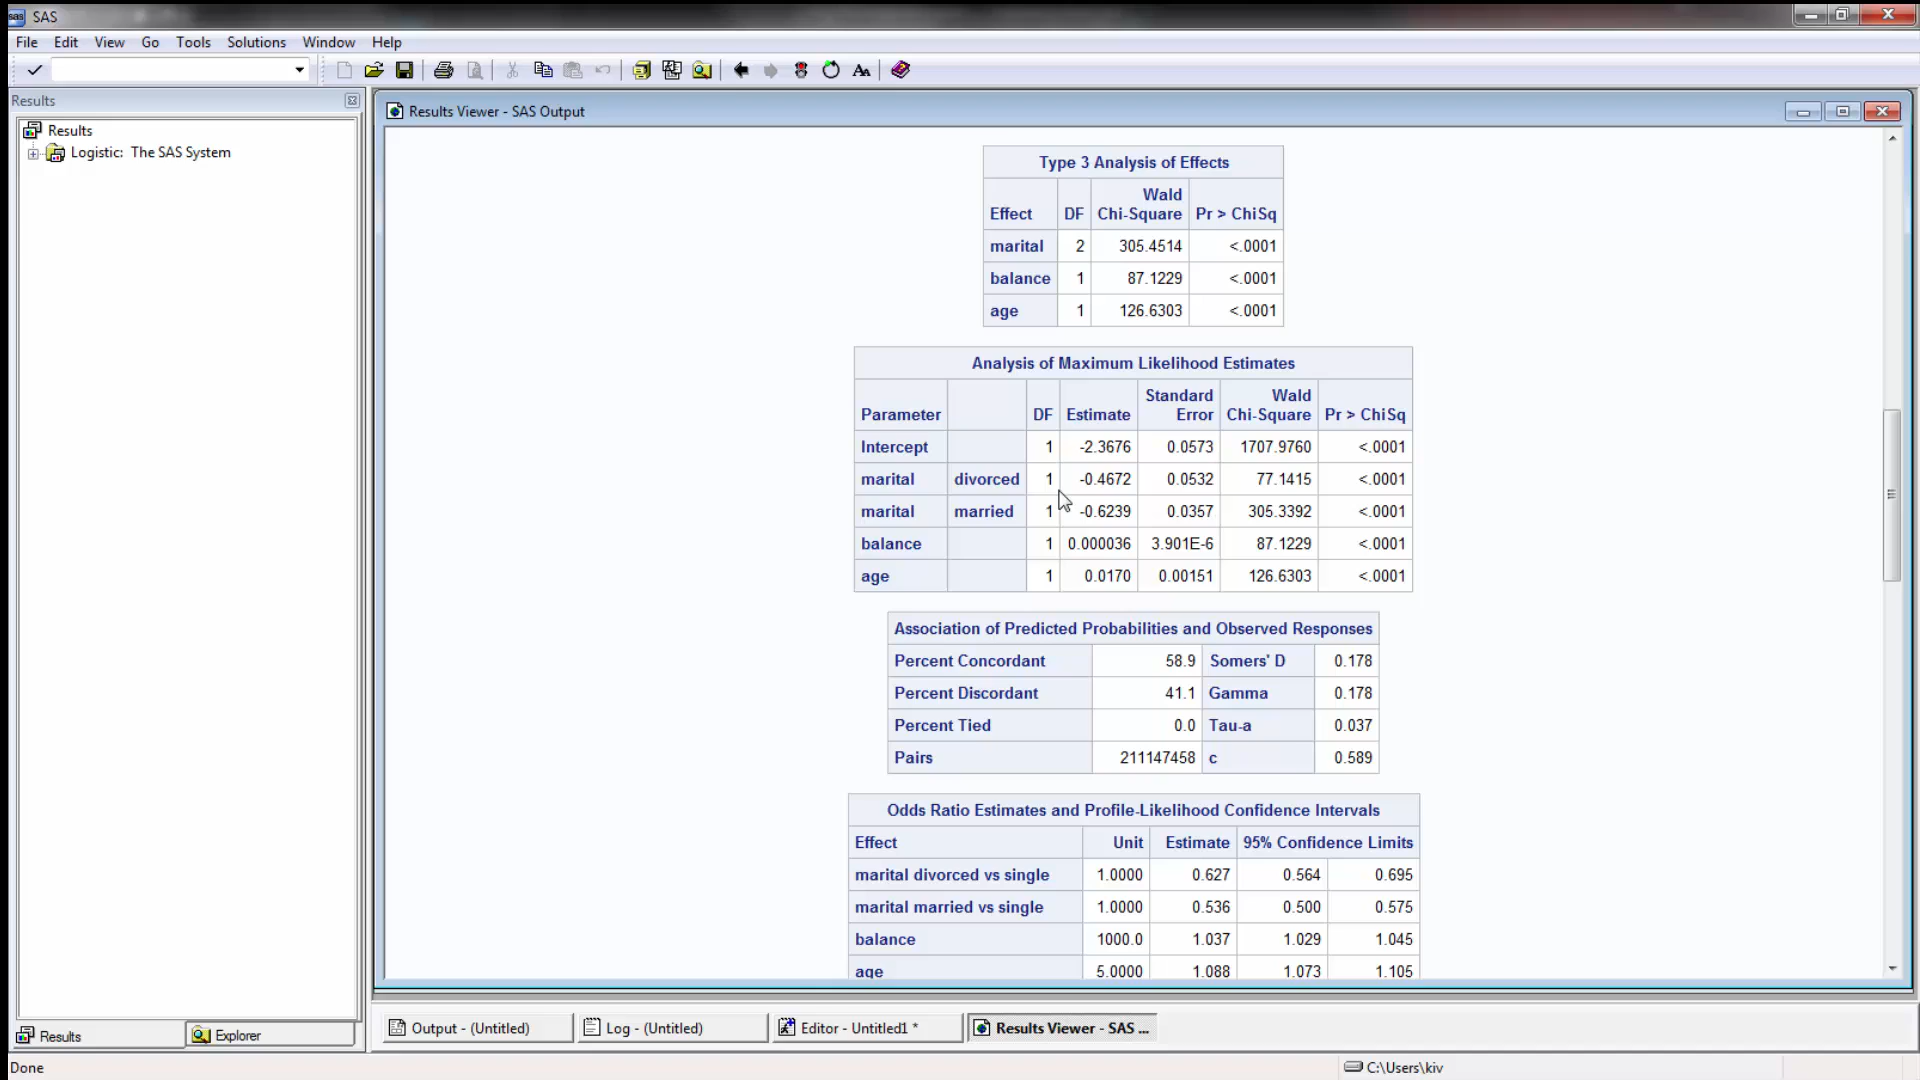 sas SAS
File Edit View Go Tools Solutions Window Help
Results
Results
Logistic: The SAS System
Results Viewer - SAS Output
Type 3 Analysis of Effects
Effect DF Wald Chi-Square Pr > ChiSq
marital 2 305.4514 <.0001
balance 1 87.1229 <.0001
age 1 126.6303 <.0001
Analysis of Maximum Likelihood Estimates
Parameter DF Estimate Standard Error Wald Chi-Square Pr > ChiSq
Intercept 1 -2.3676 0.0573 1707.9760 <.0001
marital divorced 1 -0.4672 0.0532 77.1415 <.0001
marital married 1 -0.6239 0.0357 305.3392 <.0001
balance 1 0.000036 3.901E-6 87.1229 <.0001
age 1 0.0170 0.00151 126.6303 <.0001
Association of Predicted Probabilities and Observed Responses
Percent Concordant 58.9 Somers' D 0.178
Percent Discordant 41.1 Gamma 0.178
Percent Tied 0.0 Tau-a 0.037
Pairs 211147458 c 0.589
Odds Ratio Estimates and Profile-Likelihood Confidence Intervals
Effect Unit Estimate 95% Confidence Limits
marital divorced vs single 1.0000 0.627 0.564 0.695
marital married vs single 1.0000 0.536 0.500 0.575
balance 1000.0 1.037 1.029 1.045
age 5.0000 1.088 1.073 1.105
Results Explorer
Output - (Untitled) Log - (Untitled) Editor - Untitled1 * Results Viewer - SAS ...
Done C:\Users\kiv